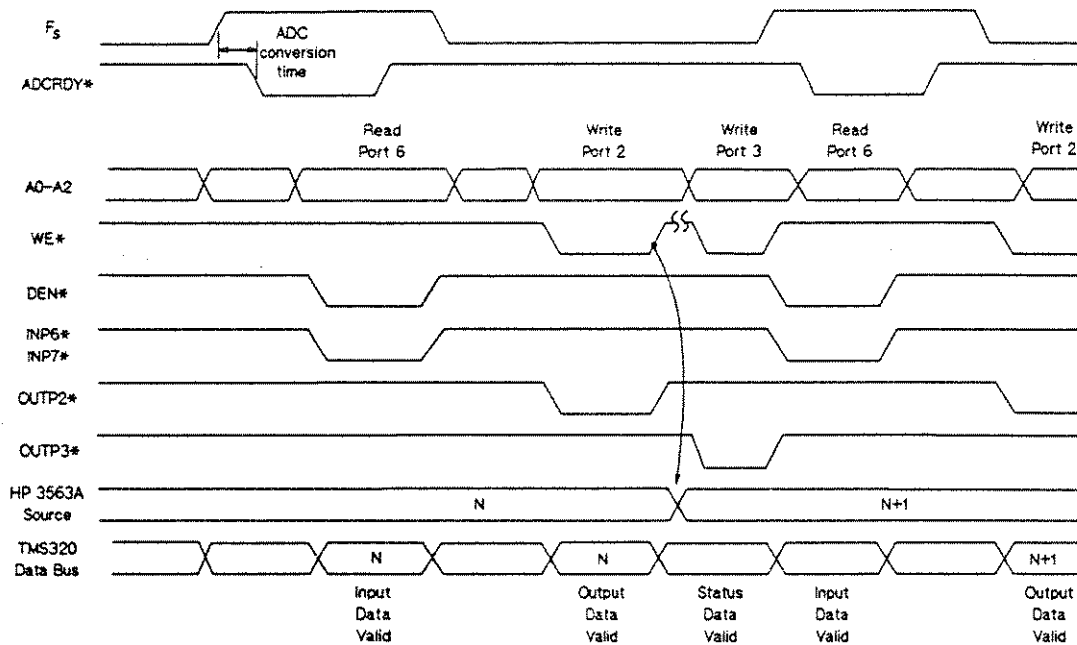 Fs
ADC
conversion
time
ADCRDY*
Read
Port 6
Write
Port 2
Write
Port 3
Read
Port 6
Write
Port 2
A0-A2
WE*
DEN*
INP6*
INP7*
OUTP2*
OUTP3*
HP 3563A
Source
N
N+1
TMS320
Data Bus
N
N
N+1
Input
Data
Valid
Output
Data
Valid
Status
Data
Valid
Input
Data
Valid
Output
Data
Valid